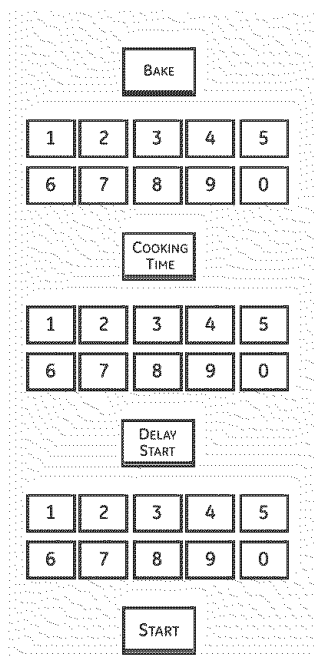 BAKE
1 2 3 4 5
6 7 8 9 0
COOKING
TIME
1 2 3 4 5
6 7 8 9 0
DELAY
START
1 2 3 4 5
6 7 8 9 0
START